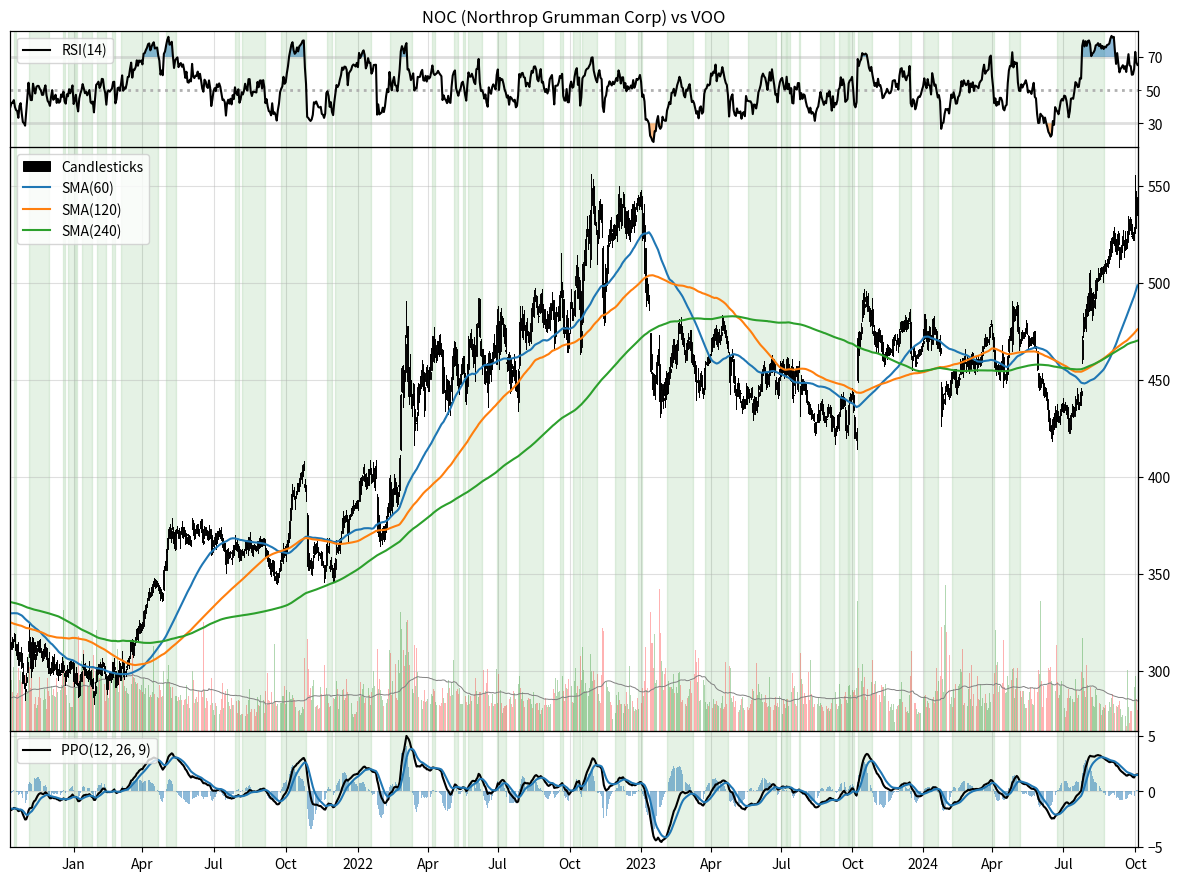 NOC (Northrop Grumman Corp) vs VOO
RSI(14)
70
50
30
Candlesticks
SMA(60)
SMA(120)
SMA(240)
550
500
450
400
350
300
PPO(12, 26, 9)
5
0
−5
Jan Apr Jul Oct 2022 Apr Jul Oct 2023 Apr Jul Oct 2024 Apr Jul Oct